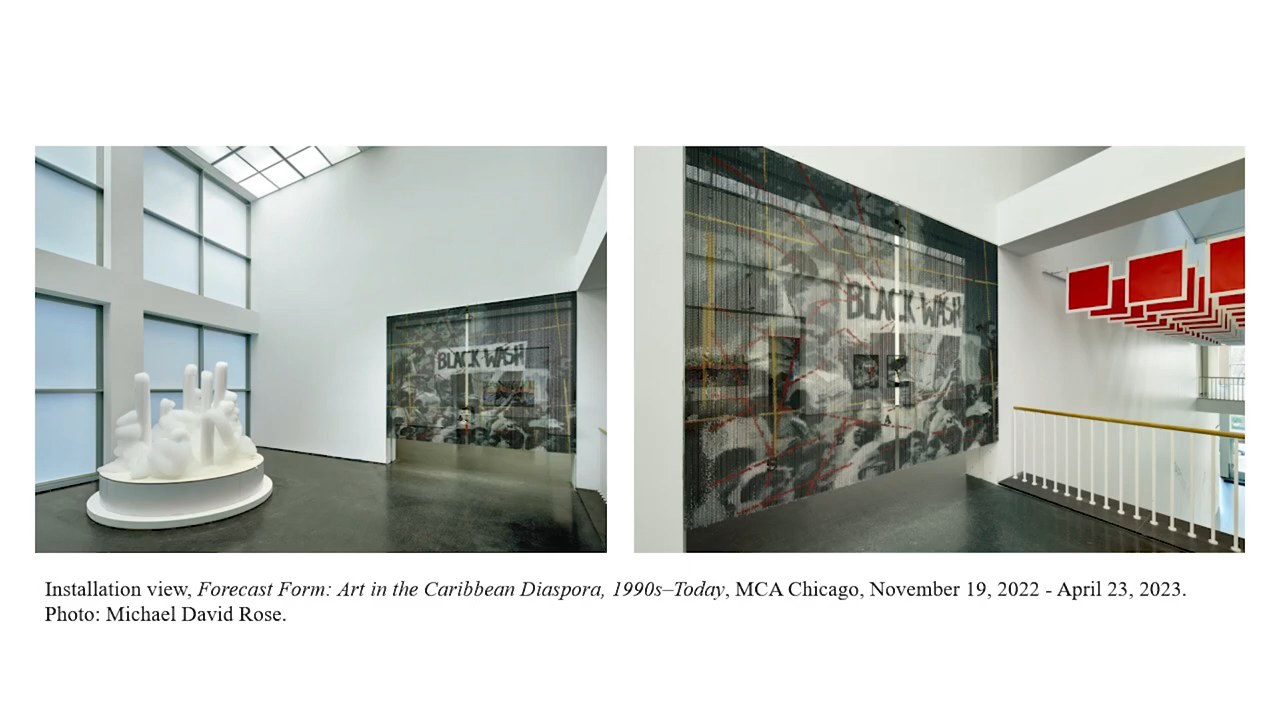 BLACK WASH
BLACK WASH
Installation view, Forecast Form: Art in the Caribbean Diaspora, 1990s–Today, MCA Chicago, November 19, 2022 - April 23, 2023.
Photo: Michael David Rose.